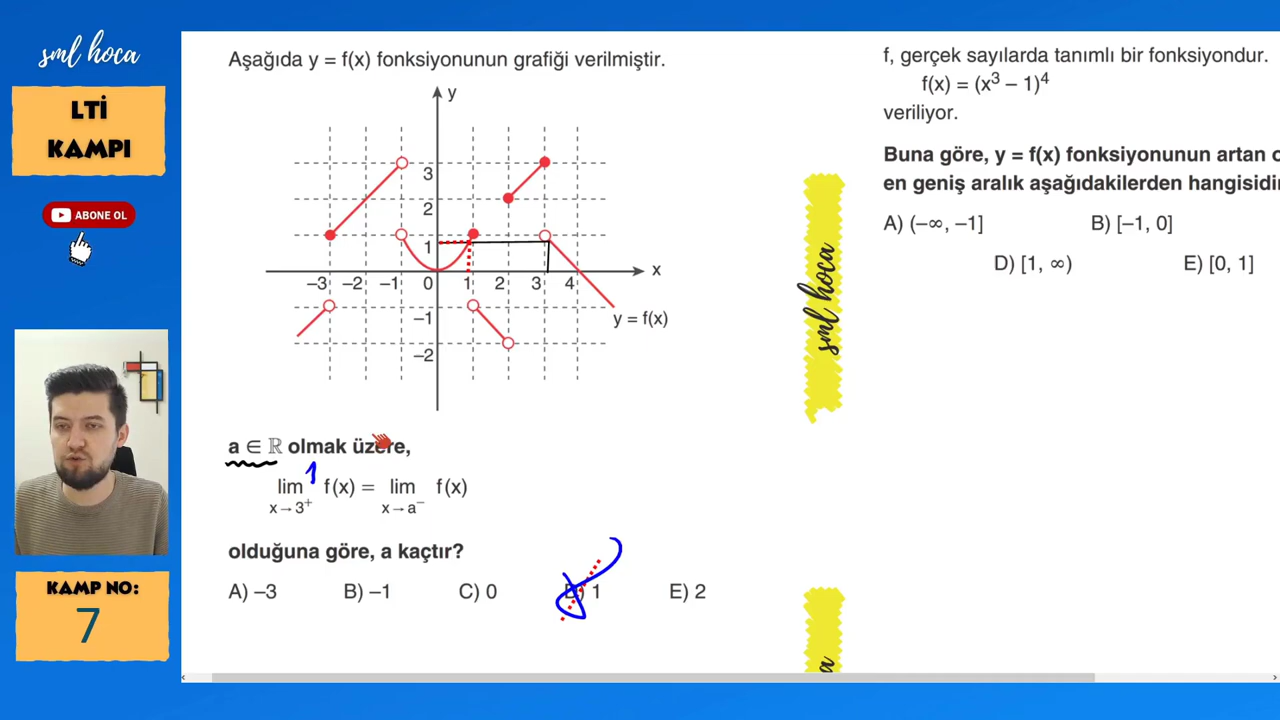 sml hoca
LTİ
KAMPI
ABONE OL
KAMP NO:
7
Aşağıda y = f(x) fonksiyonunun grafiği verilmiştir.
y
3
2
1
–3 –2 –1 0 1 2 3 4 x
–1
–2
y = f(x)
a ∈ ℝ olmak üzere,
1
lim f(x) = lim f(x)
x→3⁺ x→a⁻
olduğuna göre, a kaçtır?
A) –3 B) –1 C) 0 D) 1 E) 2
sml hoca
f, gerçek sayılarda tanımlı bir fonksiyondur.
f(x) = (x³ – 1)⁴
veriliyor.
Buna göre, y = f(x) fonksiyonunun artan
en geniş aralık aşağıdakilerden
A) (–∞, –1] B) [–1, 0]
D) [1, ∞) E) [0, 1]